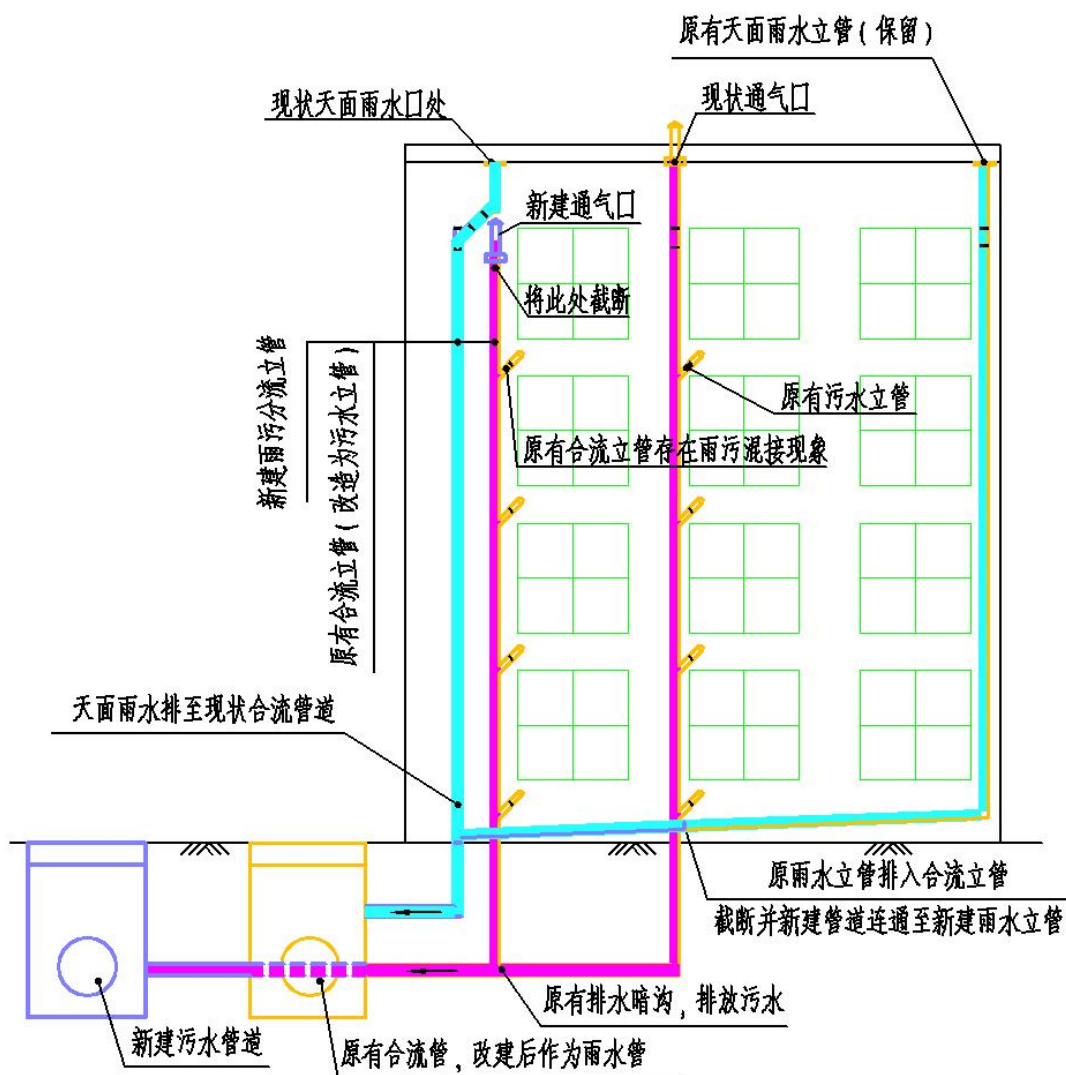 原有天面雨水立管(保留)
现状天面雨水口处
现状通气口
新建通气口
将此处截断
新建雨污分流立管
原有合流立管(改造为污水立管)
原有污水立管
原有合流立管存在雨污混接现象
天面雨水排至现状合流管道
原雨水立管排入合流立管
截断并新建管道连通至新建雨水立管
原有排水暗沟,排放污水
新建污水管道
原有合流管,改建后作为雨水管